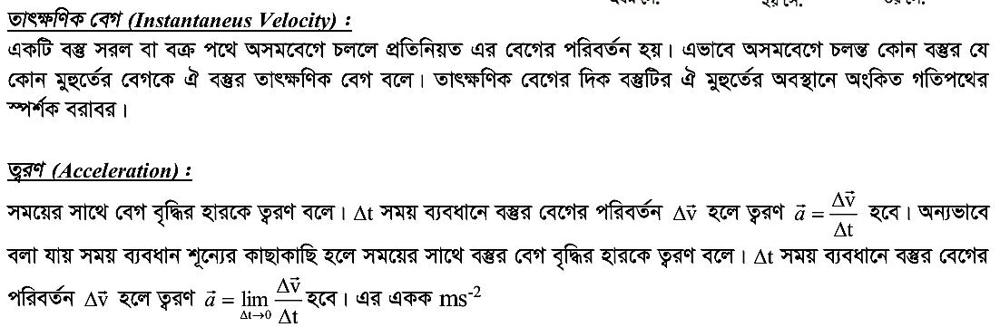 তাৎক্ষণিক বেগ (Instantaneus Velocity) :
একটি বস্তু সরল বা বক্র পথে অসমবেগে চললে প্রতিনিয়ত এর বেগের পরিবর্তন হয়। এভাবে অসমবেগে চলন্ত কোন বস্তুর যে
কোন মুহুর্তের বেগকে ঐ বস্তুর তাৎক্ষণিক বেগ বলে। তাৎক্ষণিক বেগের দিক বস্তুটির ঐ মুহুর্তের অবস্থানে অংকিত গতিপথের
স্পর্শক বরাবর।
ত্বরণ (Acceleration) :
সময়ের সাথে বেগ বৃদ্ধির হারকে ত্বরণ বলে। Δt সময় ব্যবধানে বস্তুর বেগের পরিবর্তন Δv⃗ হলে ত্বরণ a⃗ = Δv⃗/Δt হবে। অন্যভাবে
বলা যায় সময় ব্যবধান শূন্যের কাছাকাছি হলে সময়ের সাথে বস্তুর বেগ বৃদ্ধির হারকে ত্বরণ বলে। Δt সময় ব্যবধানে বস্তুর বেগের
পরিবর্তন Δv⃗ হলে ত্বরণ a⃗ = lim Δt→0 Δv⃗/Δt হবে। এর একক ms⁻²